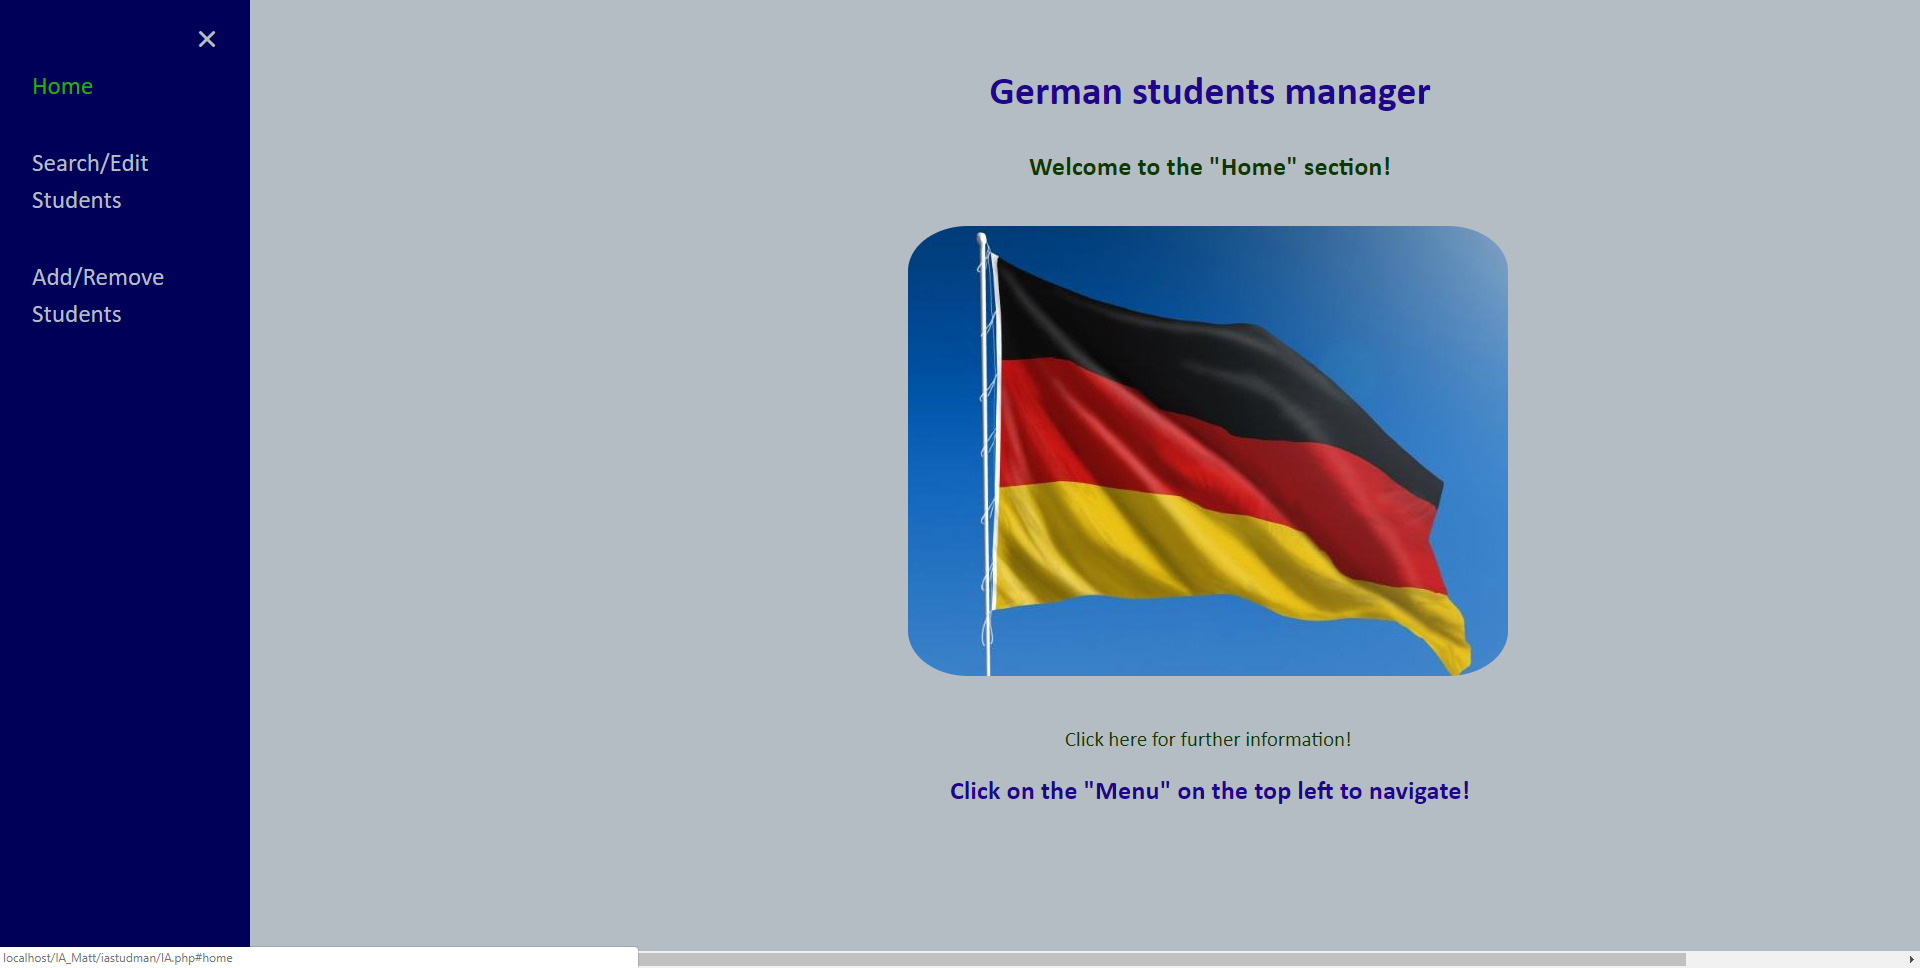 ×
Home
Search/Edit
Students
Add/Remove
Students
German students manager
Welcome to the "Home" section!
Click here for further information!
Click on the "Menu" on the top left to navigate!
localhost/IA_Matt/iastudman/IA.php#home